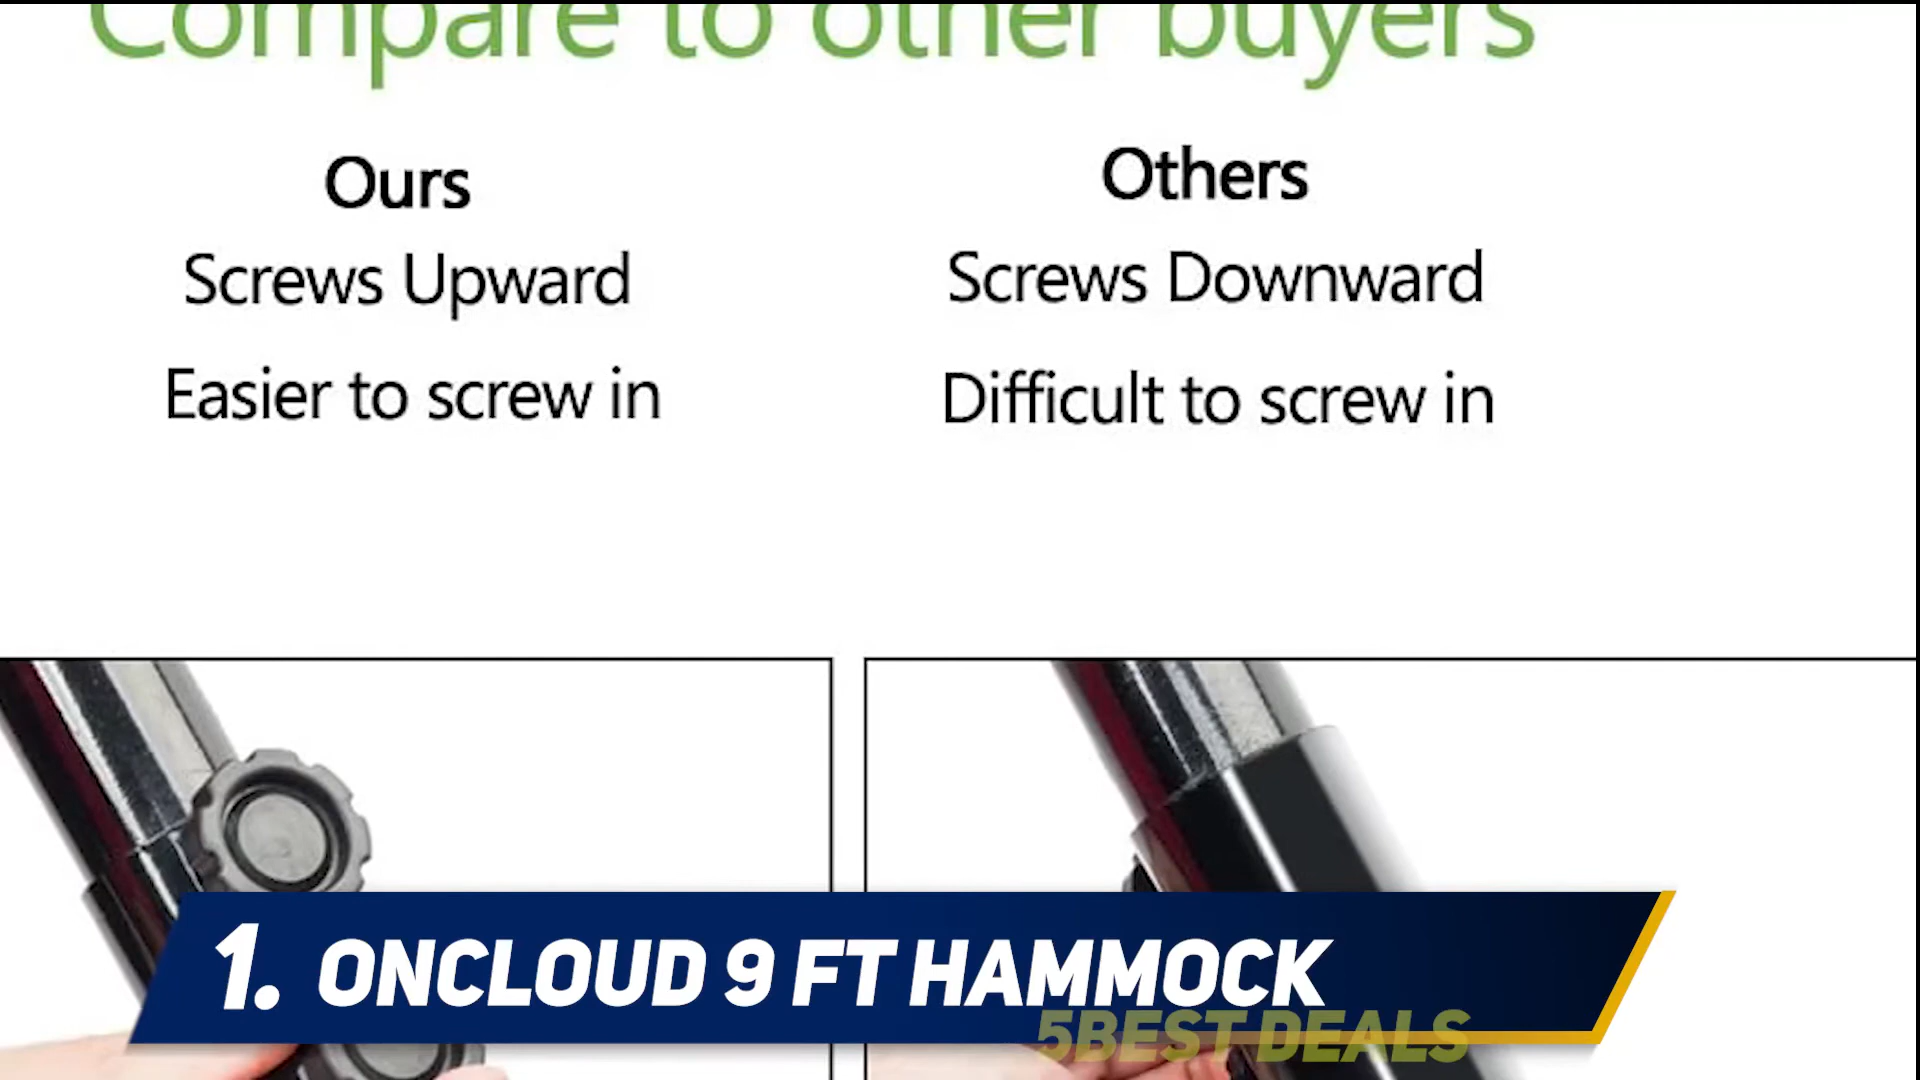 Compare to other buyers
Ours
Others
Screws Upward
Screws Downward
Easier to screw in
Difficult to screw in
1. ONCLOUD 9 FT HAMMOCK
5BEST DEALS